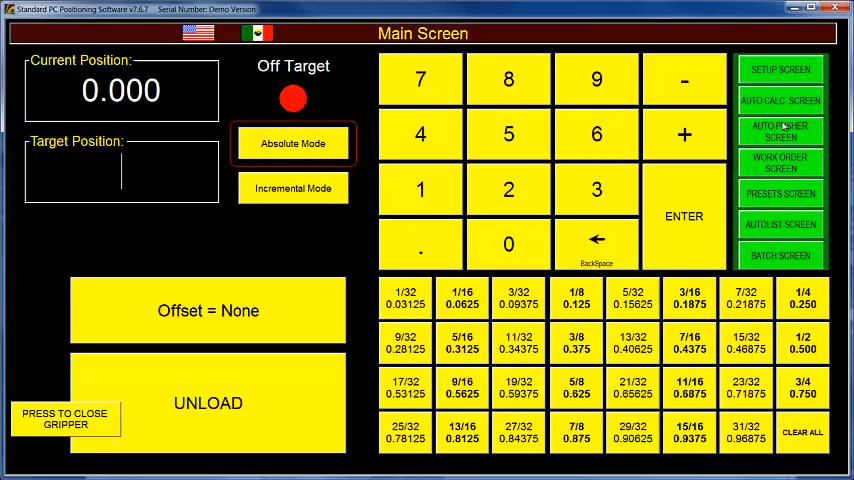 Standard PC Positioning Software v7.6.7 Serial Number: Demo Version
Main Screen
Current Position:
0.000
Target Position:
Off Target
Absolute Mode
Incremental Mode
Offset = None
UNLOAD
PRESS TO CLOSE
GRIPPER
7 8 9 -
4 5 6 +
1 2 3
. 0 ←
BackSpace
ENTER
SETUP SCREEN
AUTO CALC SCREEN
AUTO PUSHER
SCREEN
WORK ORDER
SCREEN
PRESETS SCREEN
AUTOLIST SCREEN
BATCH SCREEN
1/32 1/16 3/32 1/8 5/32 3/16 7/32 1/4
0.03125 0.0625 0.09375 0.125 0.15625 0.1875 0.21875 0.250
9/32 5/16 11/32 3/8 13/32 7/16 15/32 1/2
0.28125 0.3125 0.34375 0.375 0.40625 0.4375 0.46875 0.500
17/32 9/16 19/32 5/8 21/32 11/16 23/32 3/4
0.53125 0.5625 0.59375 0.625 0.65625 0.6875 0.71875 0.750
25/32 13/16 27/32 7/8 29/32 15/16 31/32 CLEAR ALL
0.78125 0.8125 0.84375 0.875 0.90625 0.9375 0.96875